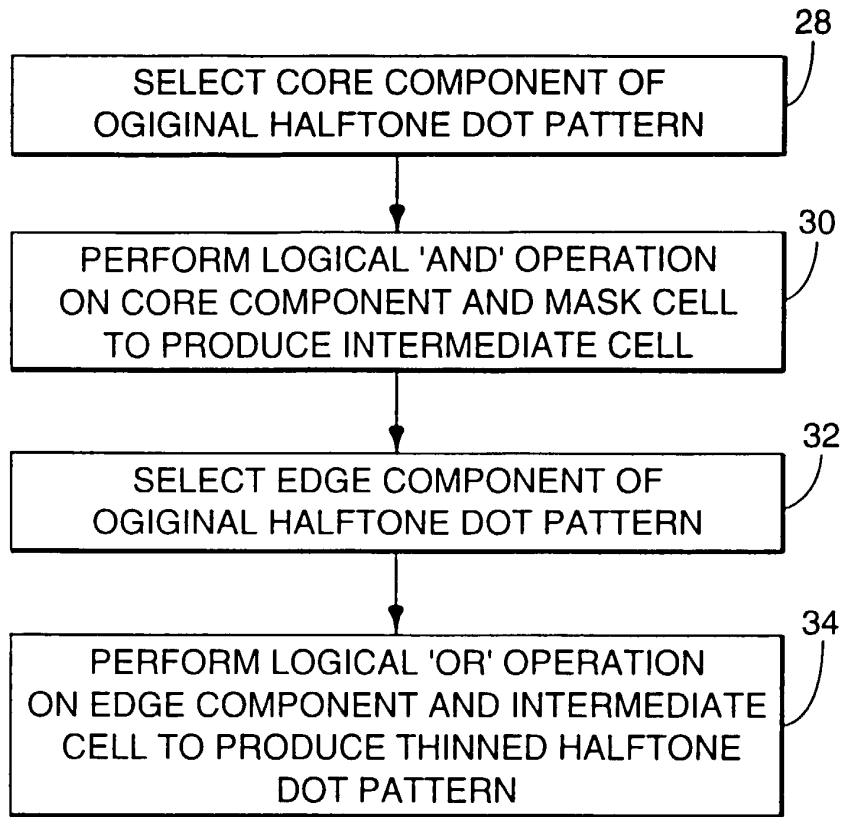 28
SELECT CORE COMPONENT OF
OGIGINAL HALFTONE DOT PATTERN
30
PERFORM LOGICAL 'AND' OPERATION
ON CORE COMPONENT AND MASK CELL
TO PRODUCE INTERMEDIATE CELL
32
SELECT EDGE COMPONENT OF
OGIGINAL HALFTONE DOT PATTERN
34
PERFORM LOGICAL 'OR' OPERATION
ON EDGE COMPONENT AND INTERMEDIATE
CELL TO PRODUCE THINNED HALFTONE
DOT PATTERN